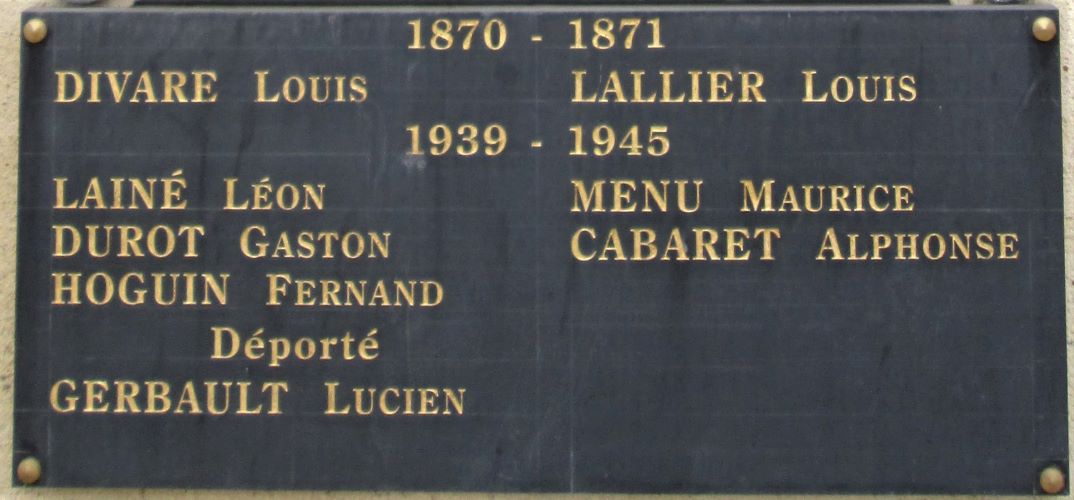 1870 - 1871
DIVARE LOUIS LALLIER LOUIS
1939 - 1945
LAINÉ LÉON MENU MAURICE
DUROT GASTON CABARET ALPHONSE
HOGUIN FERNAND
Déporté
GERBAULT LUCIEN